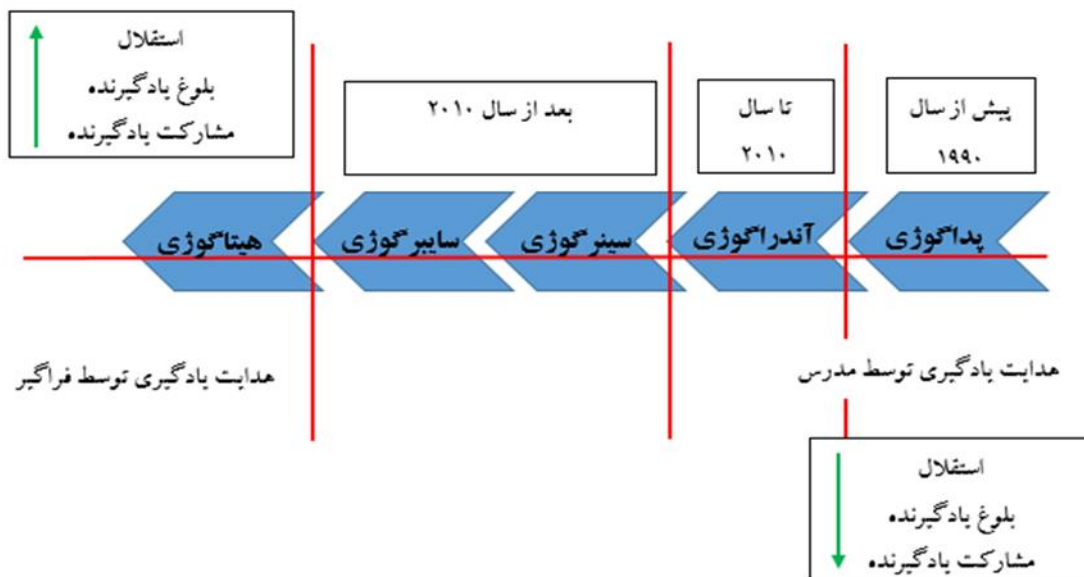 استقلال
بلوغ یادگیرنده
مشارکت یادگیرنده
پیش از سال
۱۹۹۰
تا سال
۲۰۱۰
بعد از سال ۲۰۱۰
پداگوژی
آندراگوژی
سینرگوژی
سایبرگوژی
هیتاگوژی
هدایت یادگیری توسط مدرس
هدایت یادگیری توسط فراگیر
استقلال
بلوغ یادگیرنده
مشارکت یادگیرنده